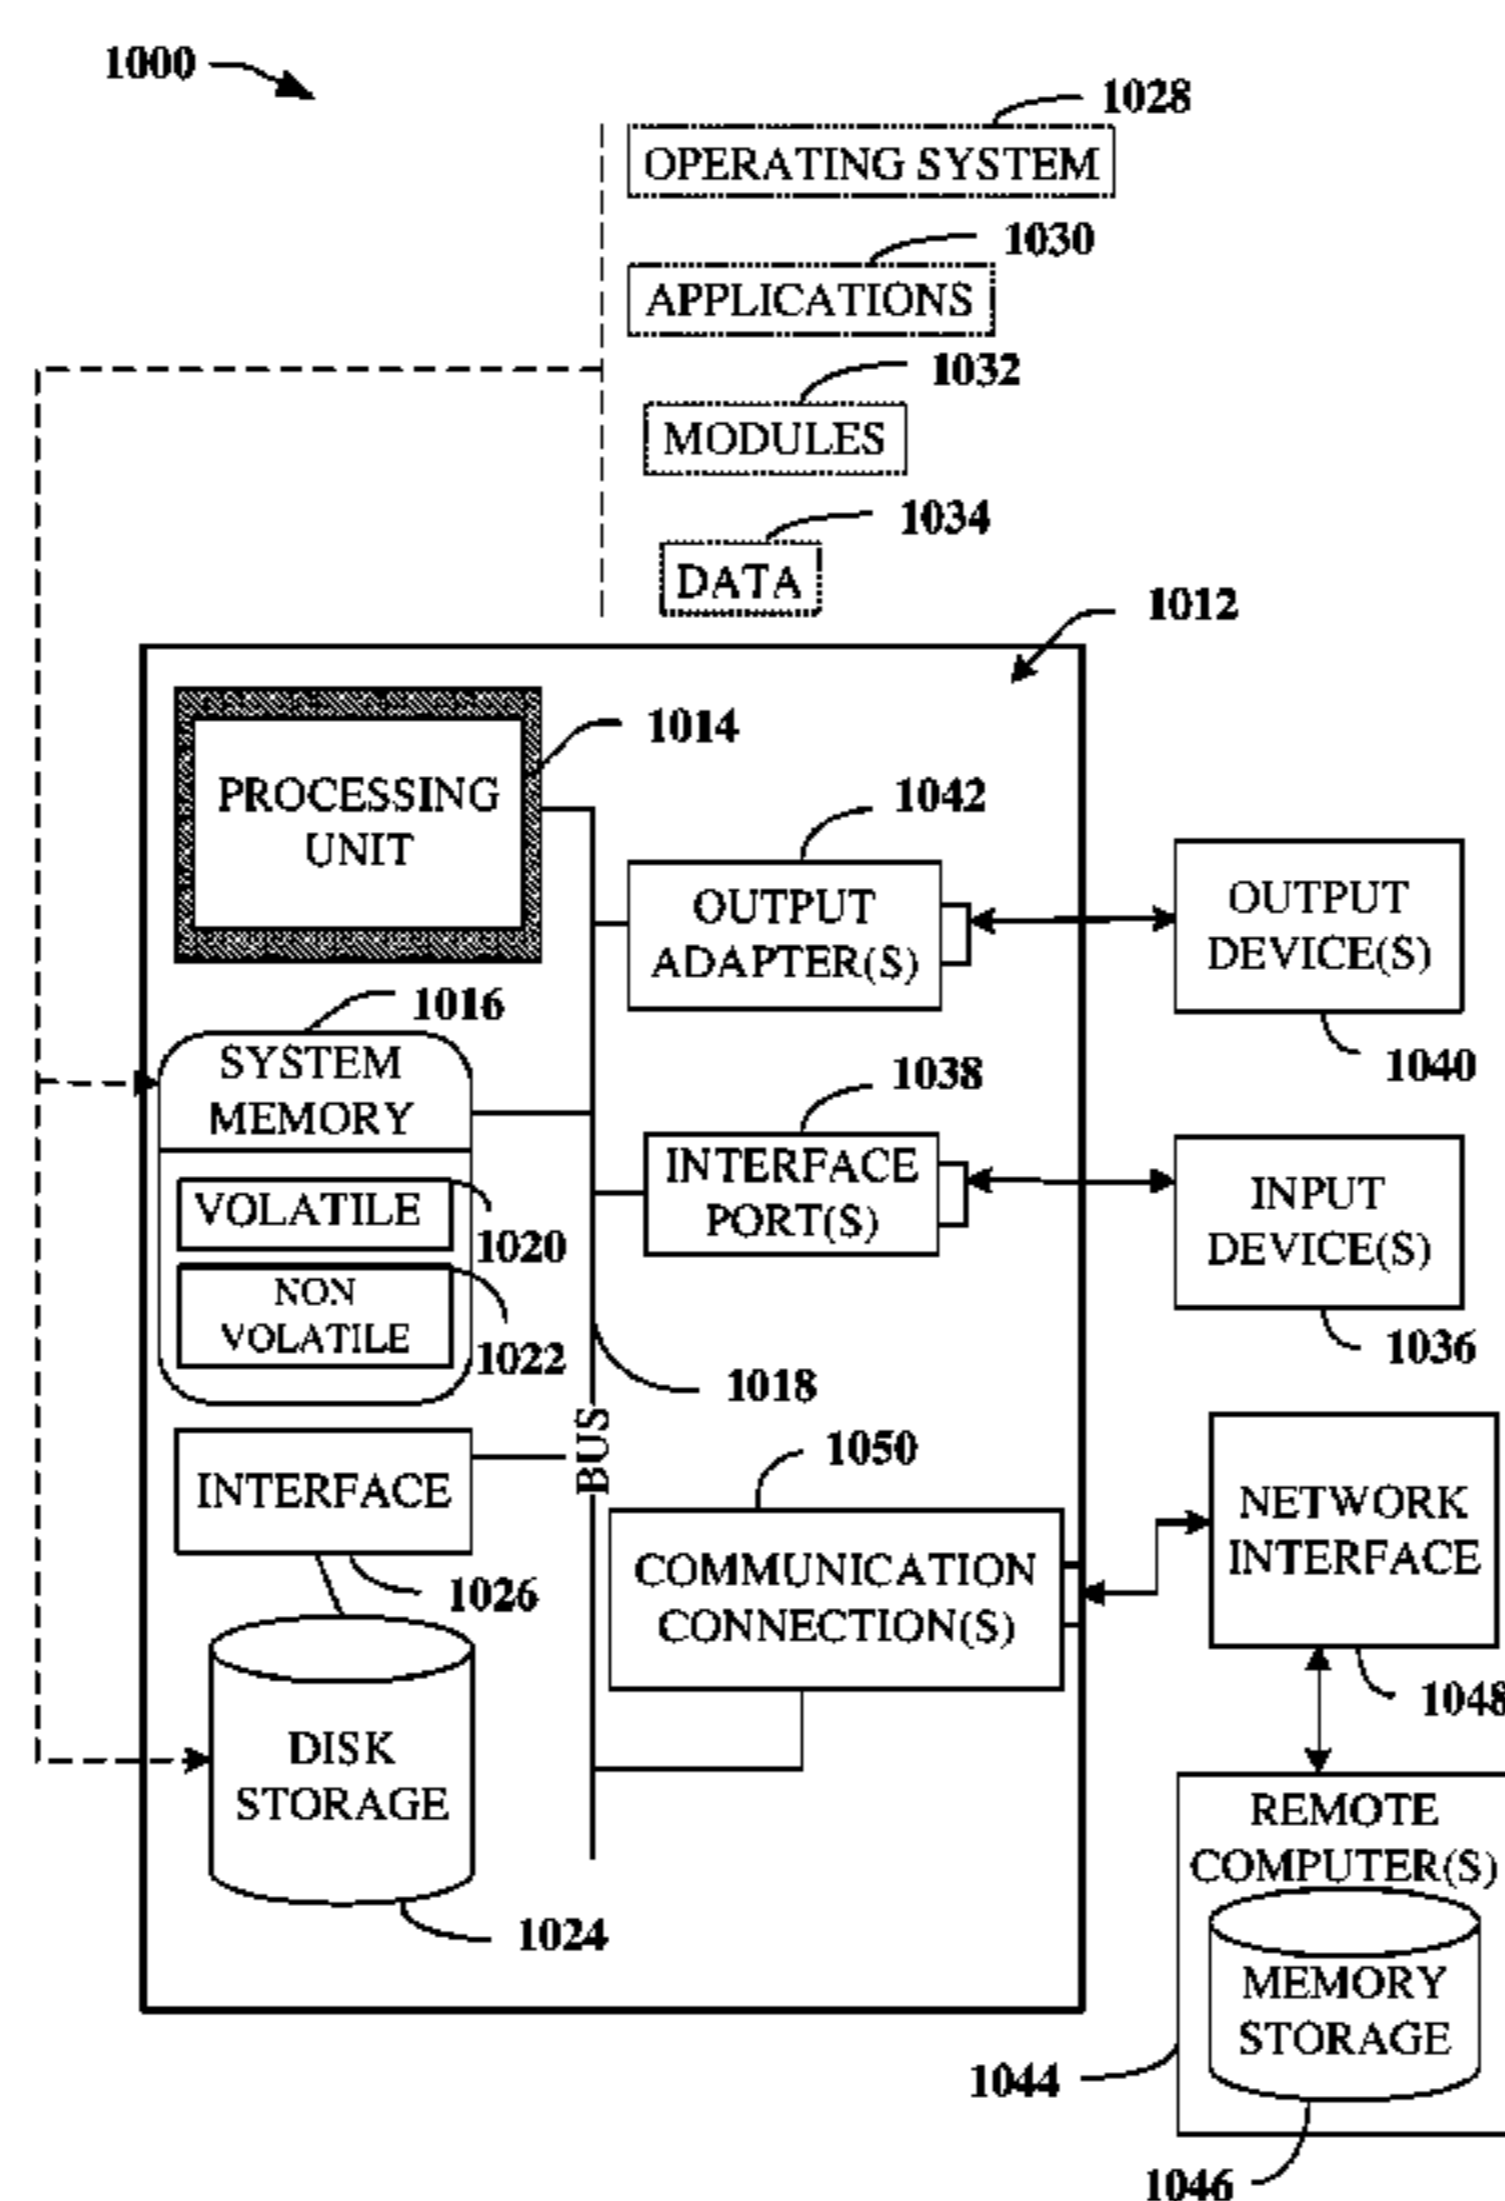 1000
1028
OPERATING SYSTEM
1030
APPLICATIONS
1032
MODULES
1034
DATA
1012
PROCESSING
UNIT
1014
1042
OUTPUT
ADAPTER(S)
OUTPUT
DEVICE(S)
1040
1016
SYSTEM
MEMORY
VOLATILE
1020
NON
VOLATILE
1022
1038
INTERFACE
PORT(S)
INPUT
DEVICE(S)
1036
1018
BUS
INTERFACE
1026
1050
COMMUNICATION
CONNECTION(S)
NETWORK
INTERFACE
1048
DISK
STORAGE
1024
REMOTE
COMPUTER(S)
MEMORY
STORAGE
1044
1046